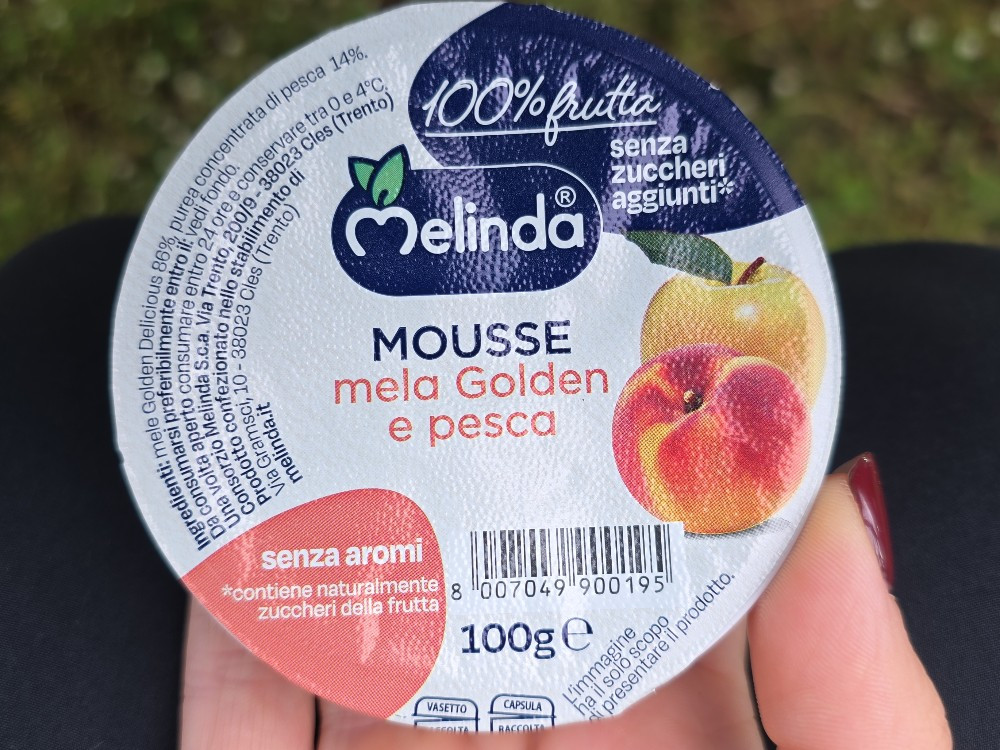 100% frutta
senza
zuccheri
aggiunti*
Melinda®
MOUSSE
mela Golden
e pesca
Ingredienti: mele Golden Delicious 86%, purea concentrata di pesca 14%.
Da consumarsi preferibilmente entro il: vedi fondo.
Una volta aperto consumare entro 24 ore e conservare tra 0 e 4°C.
Consorzio Melinda S.c.a. Via Trento, 200/9 38023 Cles (Trento)
Prodotto confezionato nello stabilimento di
Via Gramsci, 10 - 38023 Cles (Trento)
melinda.it
senza aromi
*contiene naturalmente
zuccheri della frutta
8 007049 900195
100g e
L'immagine
ha il solo scopo
di presentare il prodotto.
VASETTO
RACCOLTA
CAPSULA
RACCOLTA